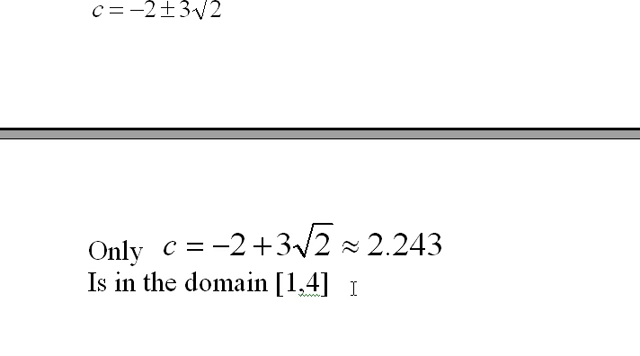 c = −2 ± 3√2
Only c = −2 + 3√2 ≈ 2.243
Is in the domain [1,4]